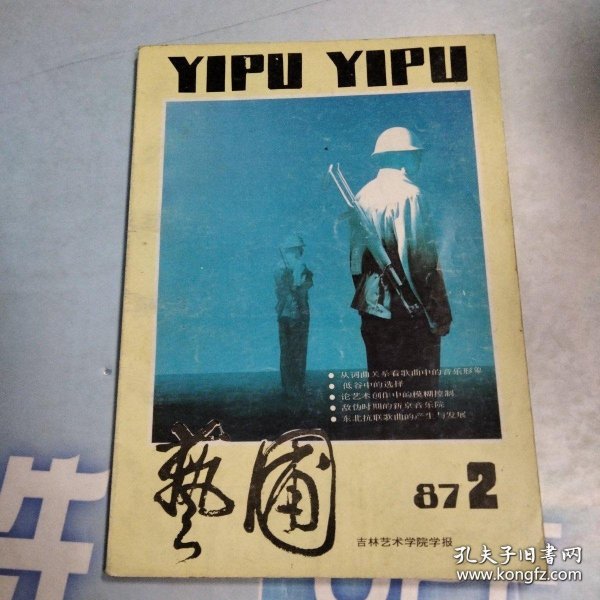 YIPU YIPU
• 从词曲关系看歌曲中的音乐形象
• 低谷中的选择
• 论艺术创作中的模糊控制
• 敌伪时期的新京音乐院
• 东北抗联歌曲的产生与发展
藝圃
87 2
吉林艺术学院学报
孔夫子旧书网
www.kongfz.com